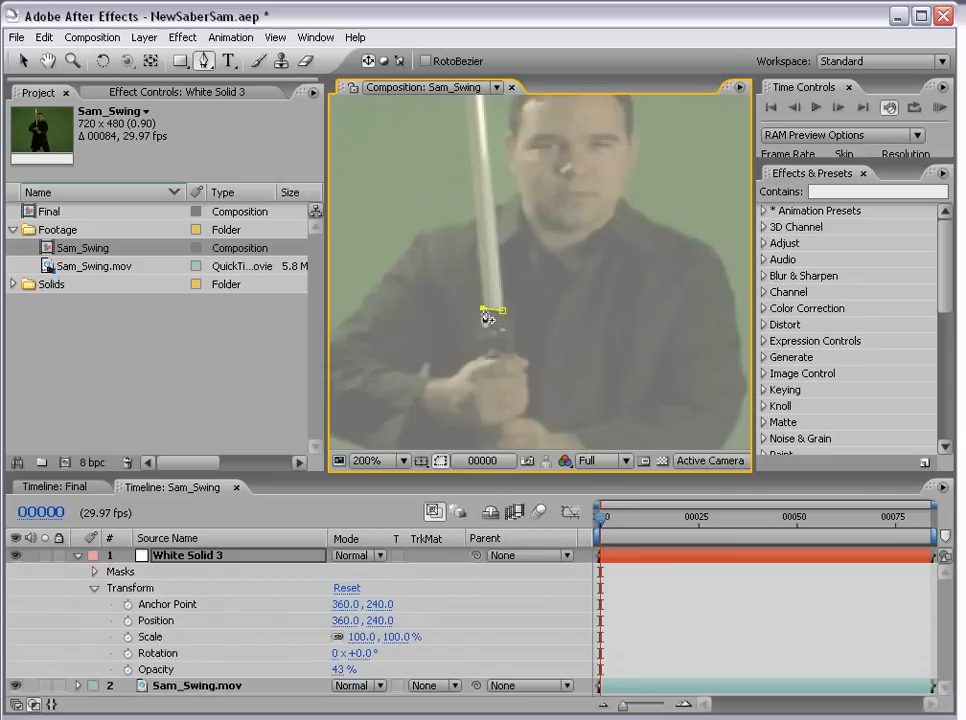 Adobe After Effects - NewSaberSam.aep *
File Edit Composition Layer Effect Animation View Window Help
T RotoBezier Workspace: Standard
Project × Effect Controls: White Solid 3
Sam_Swing
720 x 480 (0.90)
Δ 00084, 29.97 fps
Name Type Size
Final Composition
Footage Folder
Sam_Swing Composition
Sam_Swing.mov QuickTi...ovie 5.8 M
Solids Folder
8 bpc
Composition: Sam_Swing ×
200% 00000 Full Active Camera
Time Controls ×
RAM Preview Options
Frame Rate Skip Resolution
Effects & Presets ×
Contains:
* Animation Presets
3D Channel
Adjust
Audio
Blur & Sharpen
Channel
Color Correction
Distort
Expression Controls
Generate
Image Control
Keying
Knoll
Matte
Noise & Grain
Paint
Timeline: Final Timeline: Sam_Swing ×
00000 (29.97 fps)
0 00025 00050 00075
# Source Name Mode T TrkMat Parent
1 White Solid 3 Normal None
Masks
Transform Reset
Anchor Point 360.0, 240.0
Position 360.0, 240.0
Scale 100.0, 100.0 %
Rotation 0 x +0.0 °
Opacity 43 %
2 Sam_Swing.mov Normal None None